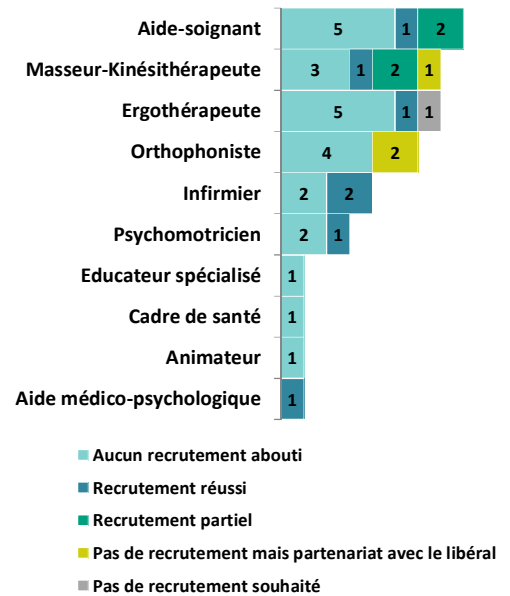 Aide-soignant 5 1 2
Masseur-Kinésithérapeute 3 1 2 1
Ergothérapeute 5 1 1
Orthophoniste 4 2
Infirmier 2 2
Psychomotricien 2 1
Educateur spécialisé 1
Cadre de santé 1
Animateur 1
Aide médico-psychologique 1
Aucun recrutement abouti
Recrutement réussi
Recrutement partiel
Pas de recrutement mais partenariat avec le libéral
Pas de recrutement souhaité